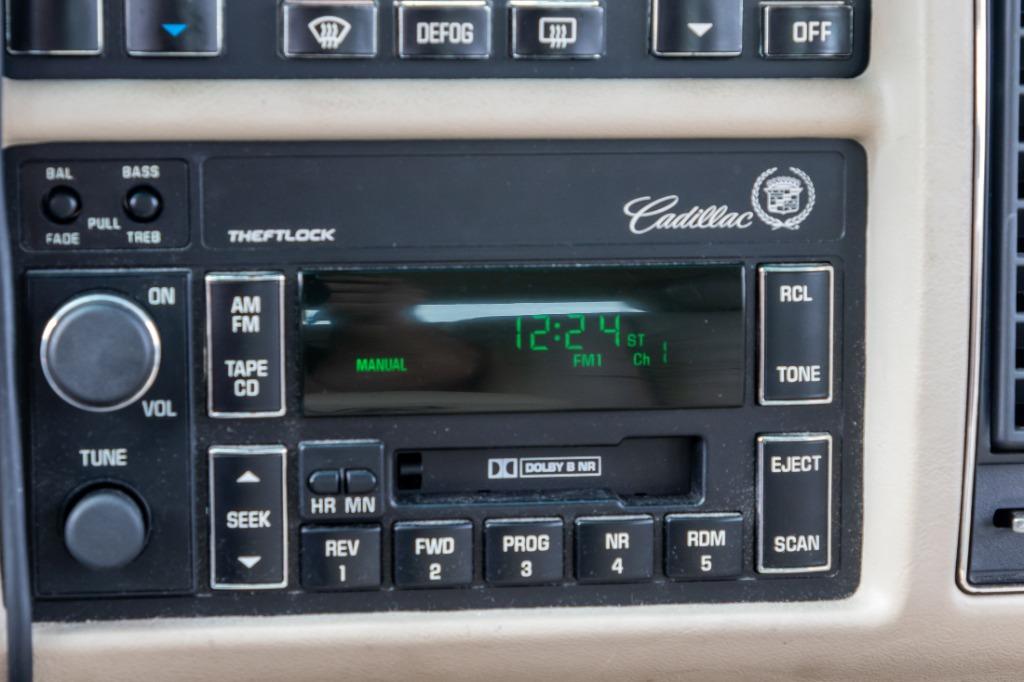 DEFOG
OFF
BAL
BASS
PULL
FADE
TREB
THEFTLOCK
Cadillac
ON
VOL
AM
FM
TAPE
CD
12:24
ST
MANUAL
FM1
Ch 1
RCL
TONE
TUNE
SEEK
HR MN
DOLBY B NR
EJECT
SCAN
REV
1
FWD
2
PROG
3
NR
4
RDM
5